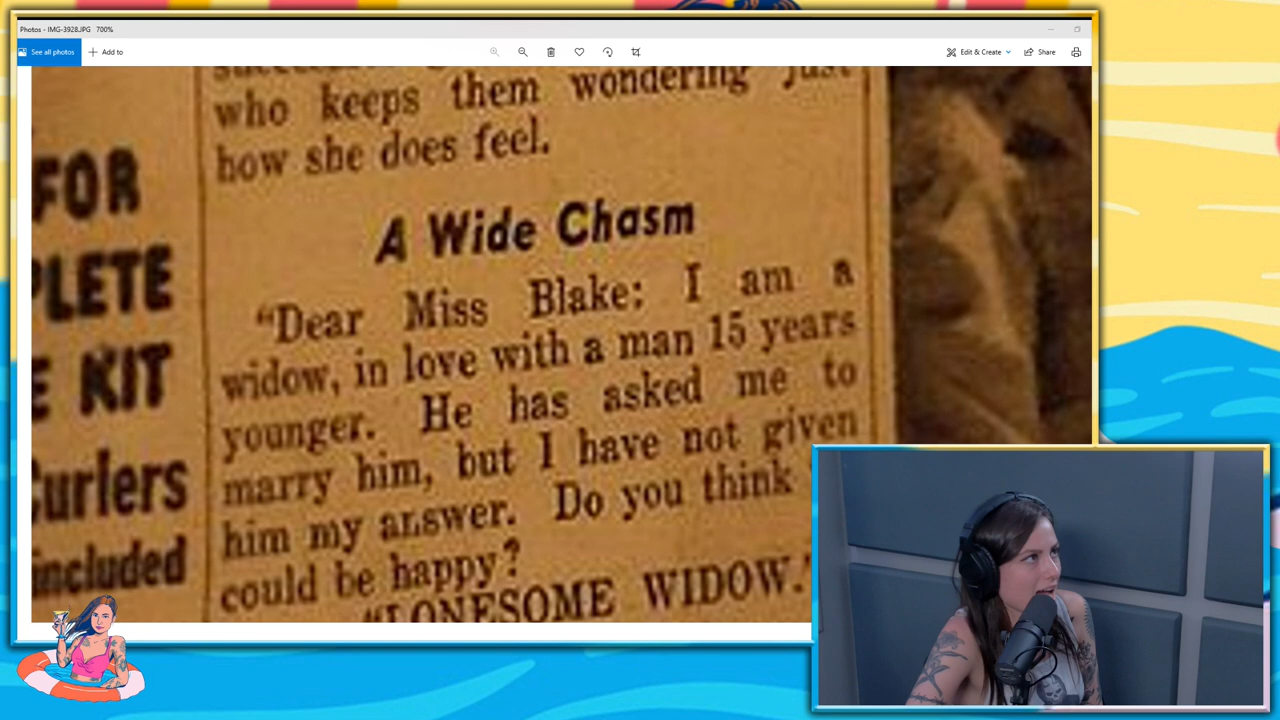 Photos - IMG-3928.JPG 700%
See all photos
Add to
Edit & Create
Share
who keeps them wondering just
how she does feel.
A Wide Chasm
"Dear Miss Blake: I am a
widow, in love with a man 15 years
younger. He has asked me to
marry him, but I have not given
him my answer. Do you think
could be happy?
"LONESOME WIDOW."
FOR
PLETE
E KIT
Curlers
included